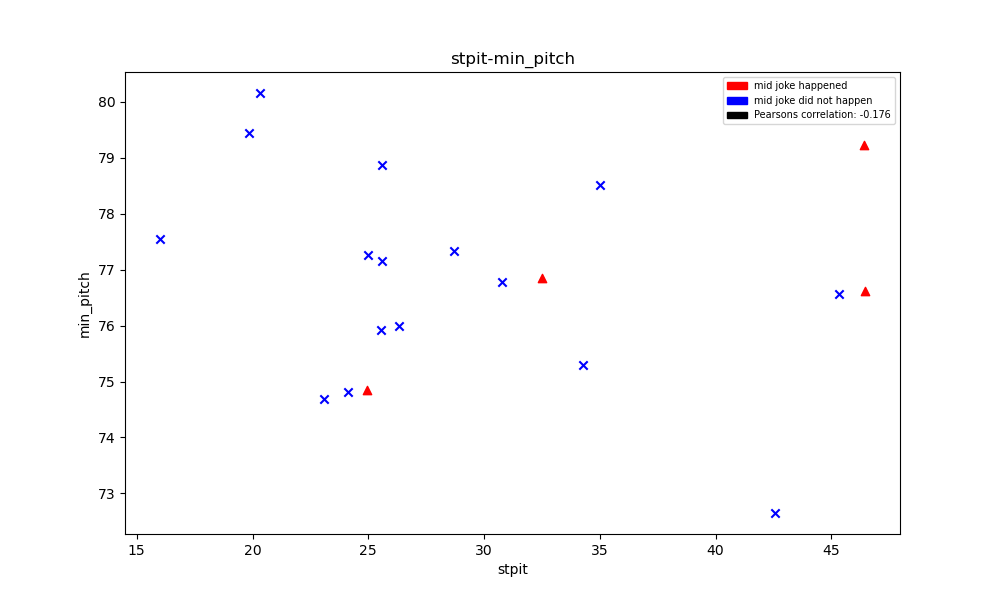 stpit-min_pitch
mid joke happened
mid joke did not happen
Pearsons correlation: -0.176
80
79
78
77
76
75
74
73
min_pitch
15 20 25 30 35 40 45
stpit